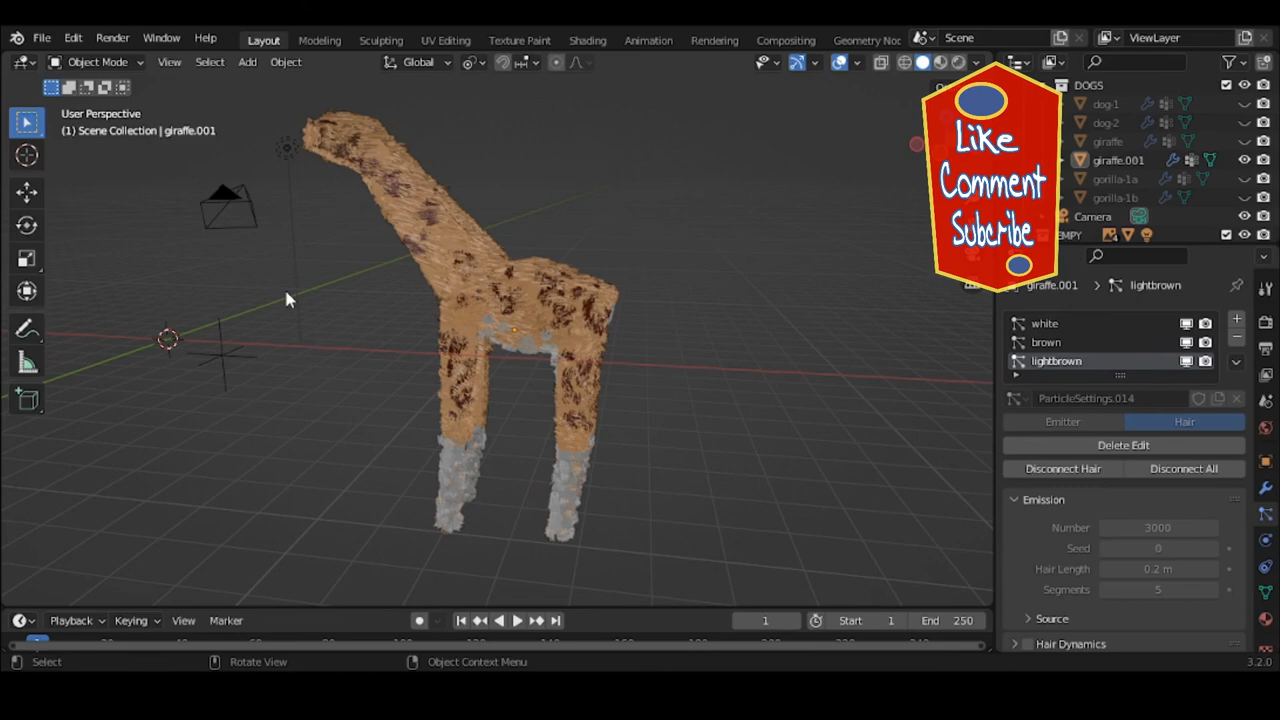 File Edit Render Window Help Layout Modeling Sculpting UV Editing Texture Paint Shading Animation Rendering Compositing Geometry Noc Scene ViewLayer
Object Mode View Select Add Object Global
User Perspective
(1) Scene Collection | giraffe.001
DOGS
dog-1
dog-2
giraffe
giraffe.001
gorilla-1a
gorilla-1b
Camera
EMPY
Like
Comment
Subcribe
giraffe.001 > lightbrown
white
brown
lightbrown
ParticleSettings.014
Emitter Hair
Delete Edit
Disconnect Hair Disconnect All
Emission
Number 3000
Seed 0
Hair Length 0.2 m
Segments 5
Source
Hair Dynamics
Playback Keying View Marker 1 Start 1 End 250
Select Rotate View Object Context Menu 3.2.0